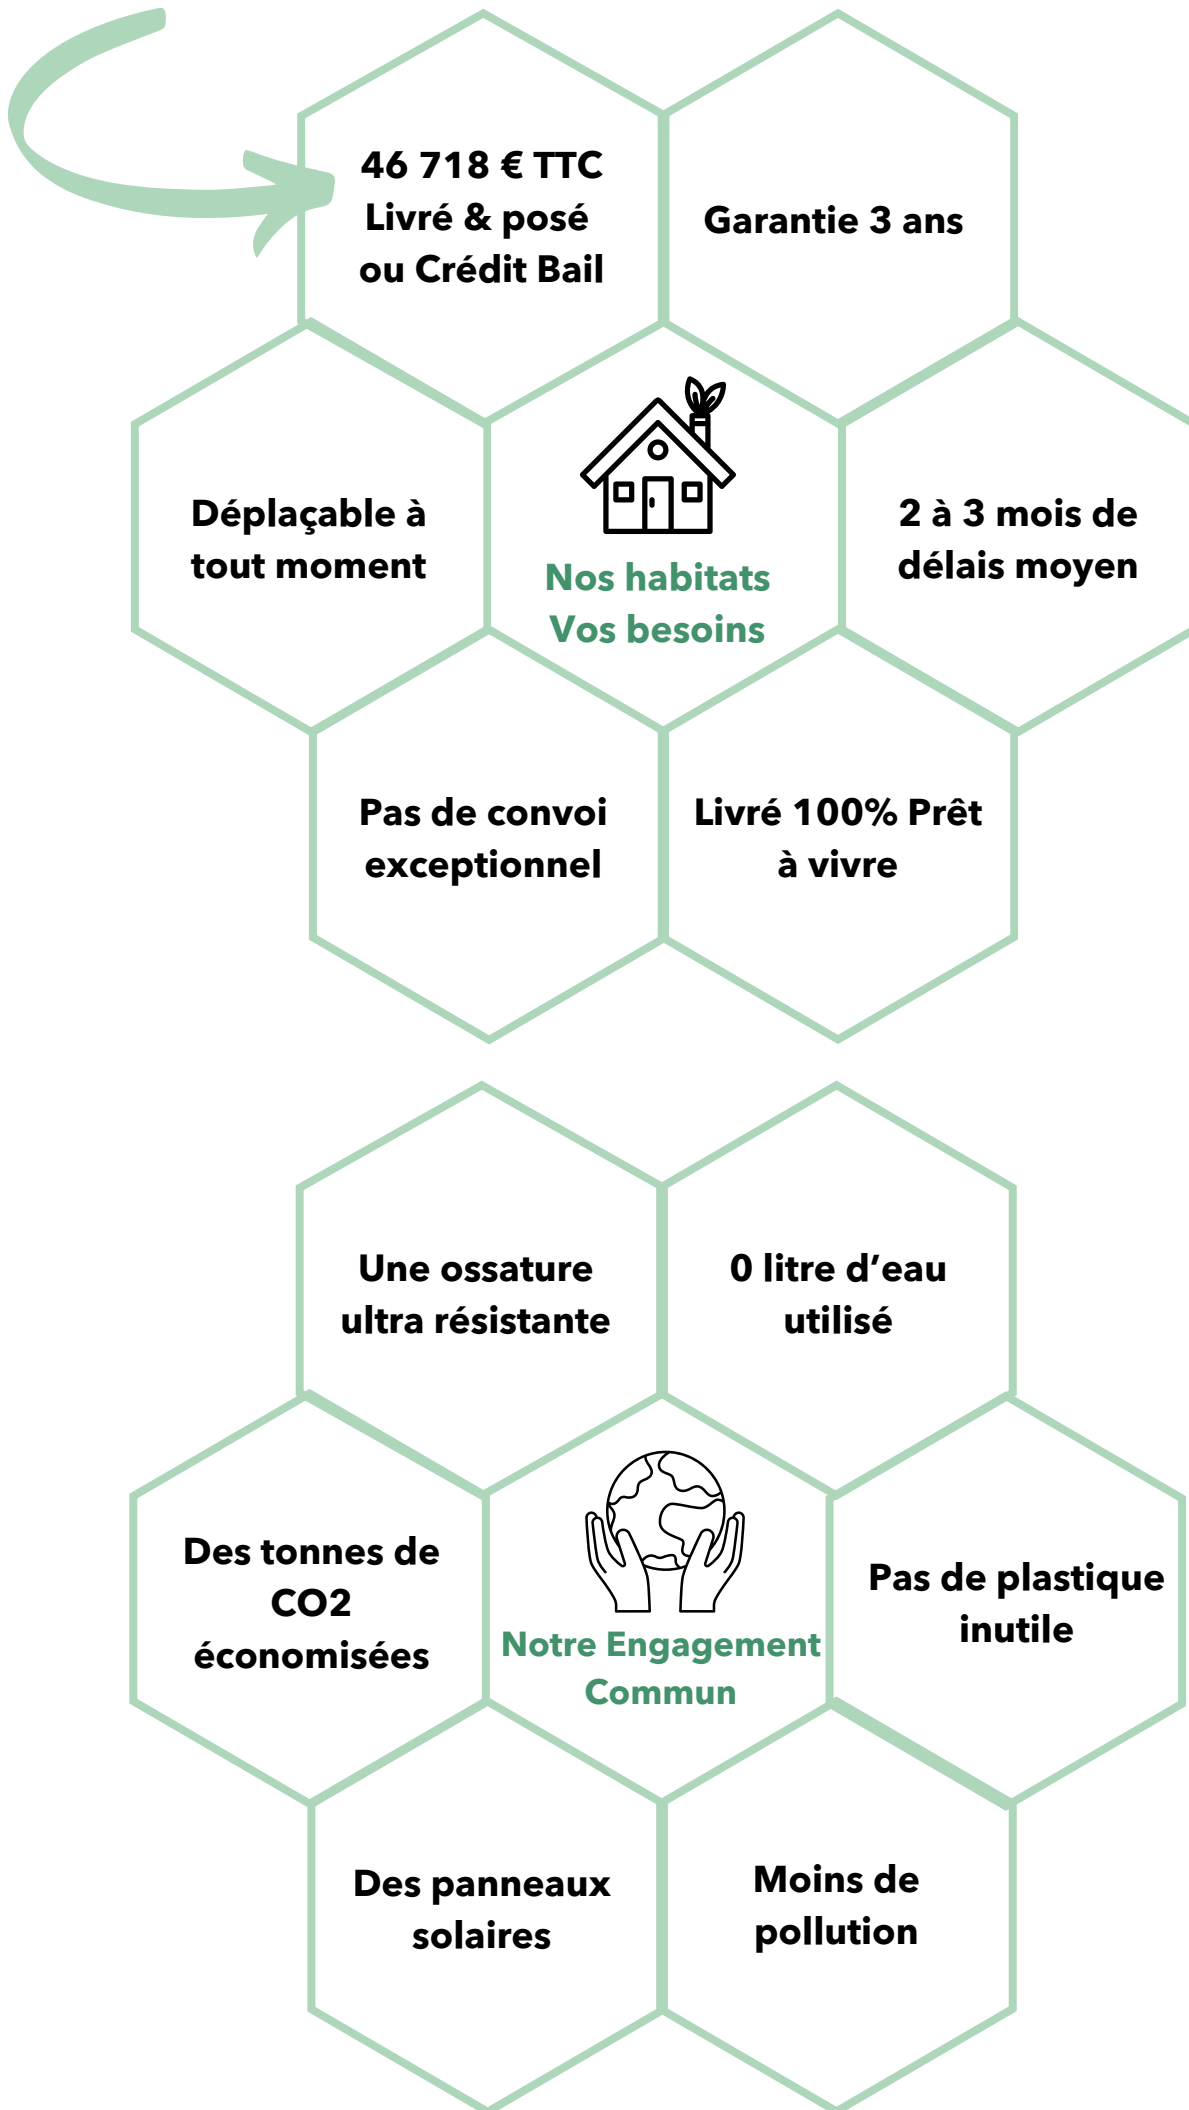 46 718 € TTC
Livré & posé
ou Crédit Bail
Garantie 3 ans
Déplaçable à
tout moment
Nos habitats
Vos besoins
2 à 3 mois de
délais moyen
Pas de convoi
exceptionnel
Livré 100% Prêt
à vivre
Une ossature
ultra résistante
0 litre d’eau
utilisé
Des tonnes de
CO2
économisées
Notre Engagement
Commun
Pas de plastique
inutile
Des panneaux
solaires
Moins de
pollution